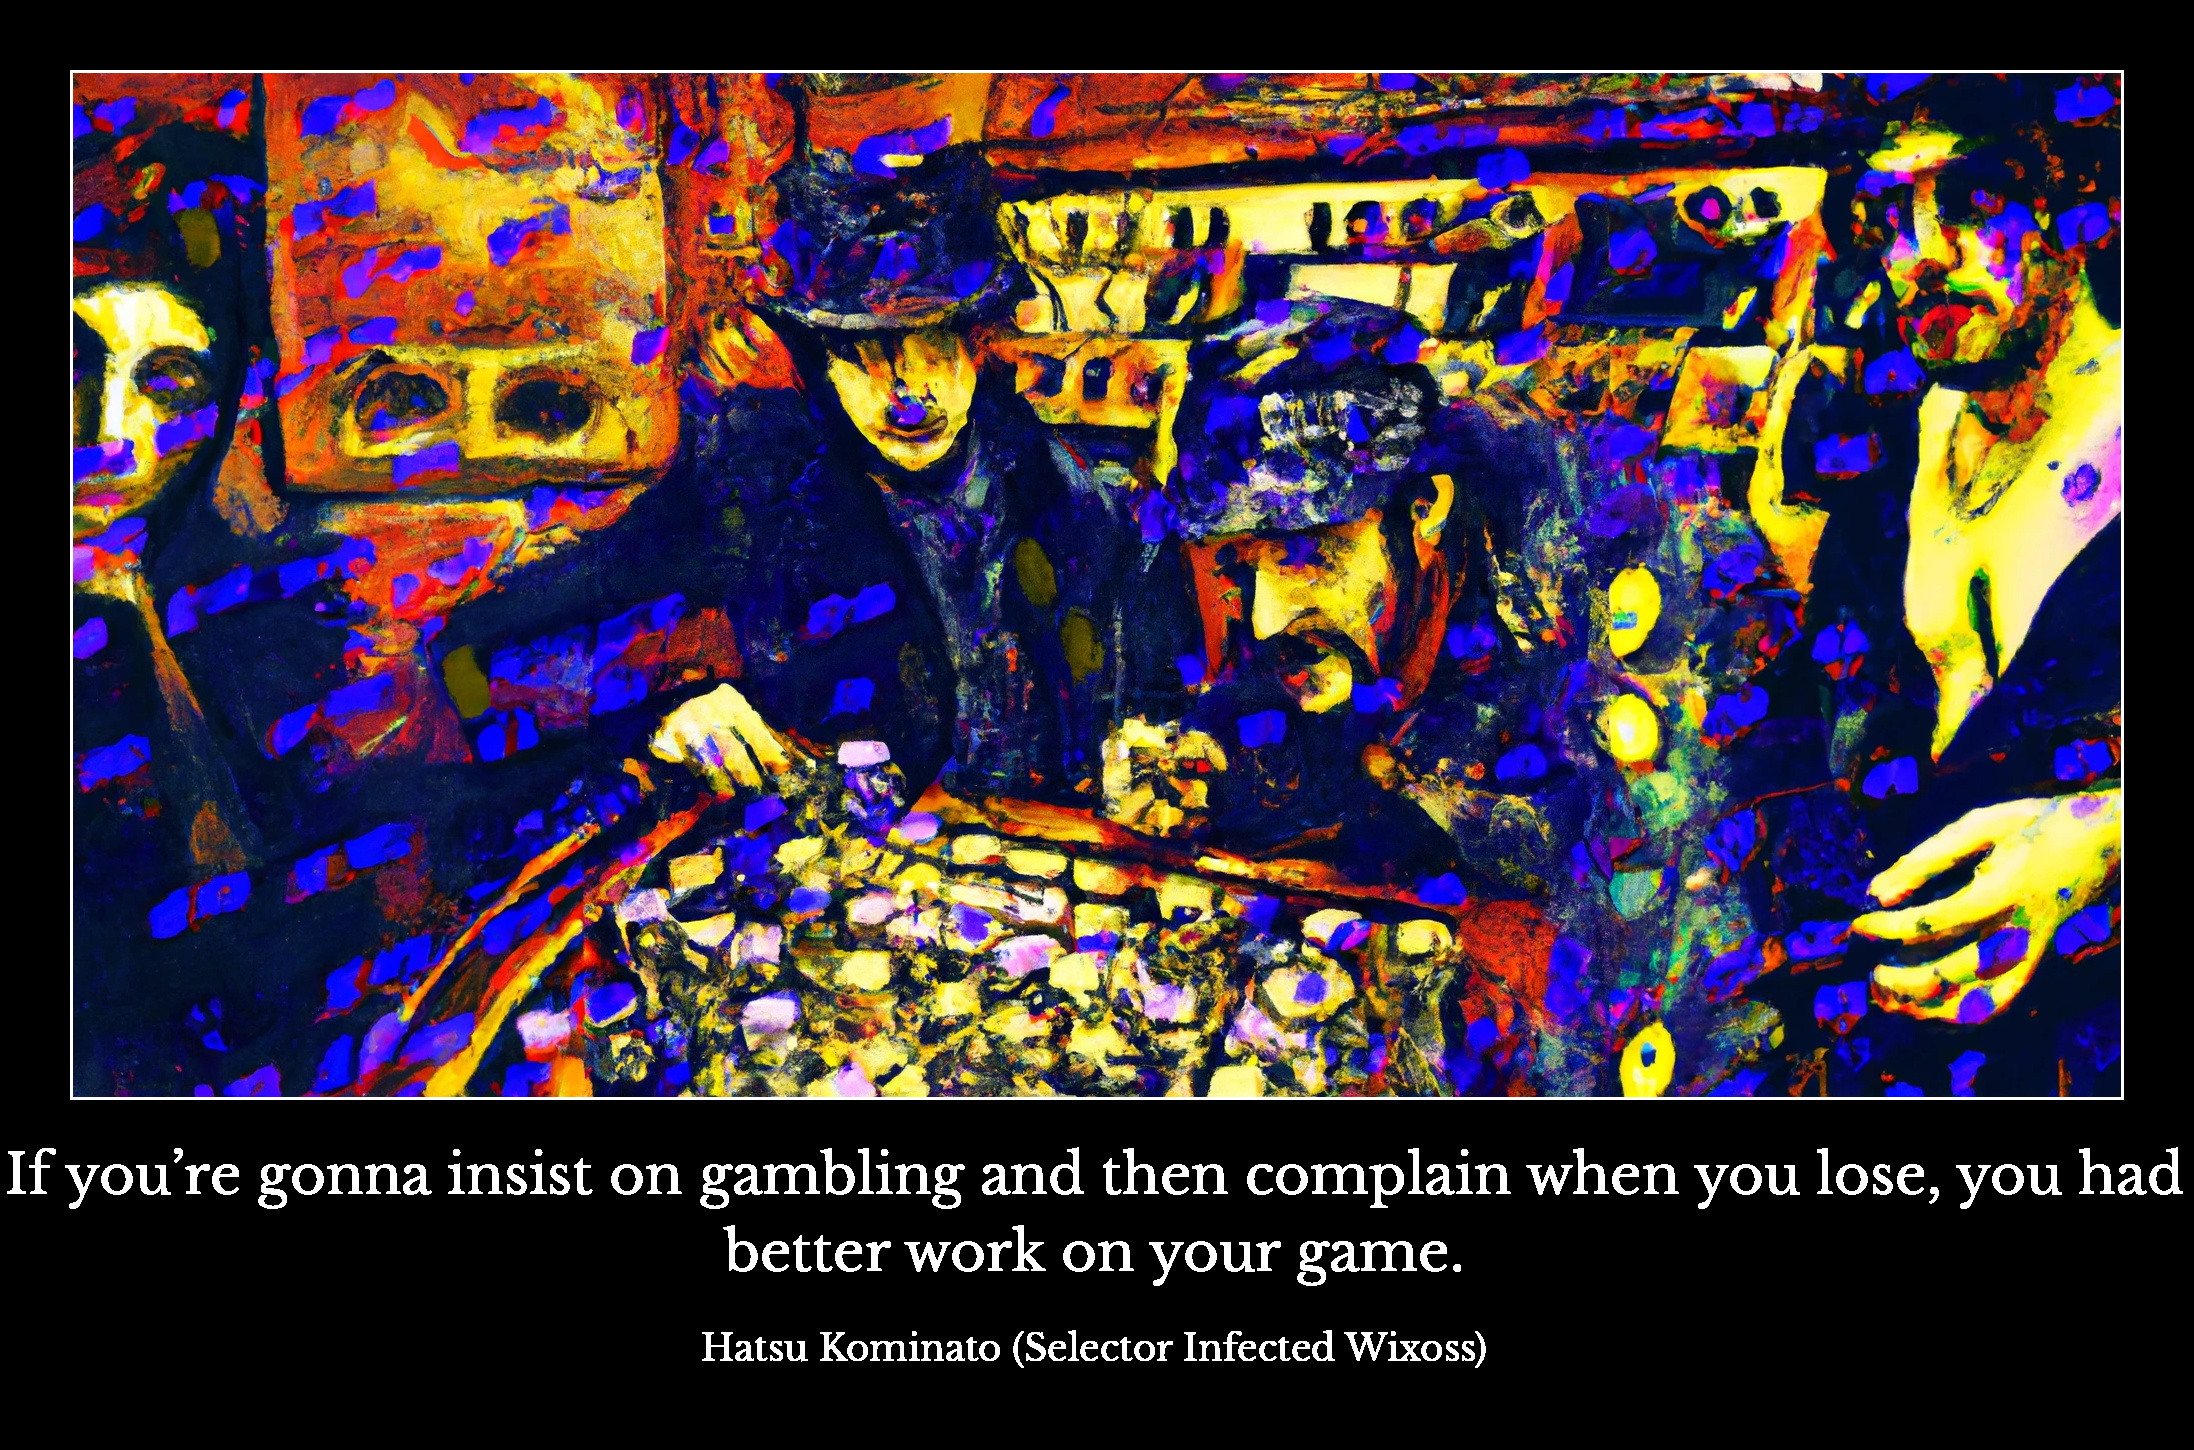 If you’re gonna insist on gambling and then complain when you lose, you had
better work on your game.
Hatsu Kominato (Selector Infected Wixoss)